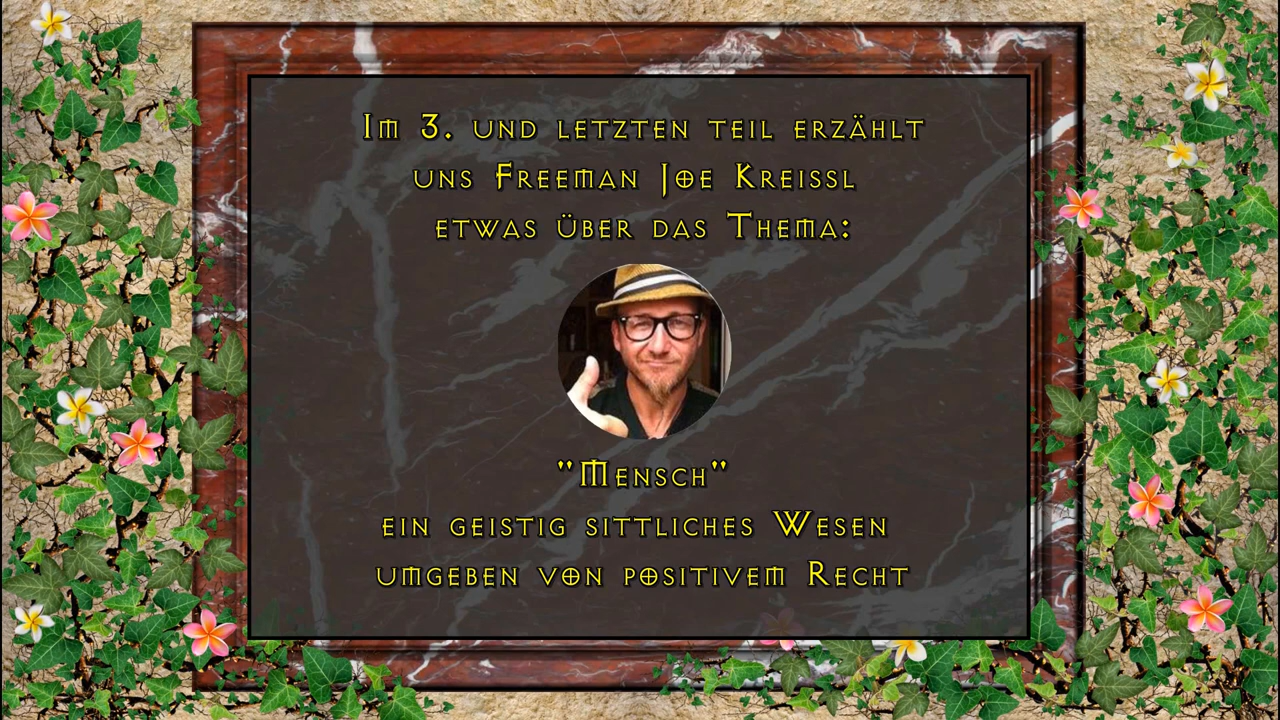 Im 3. und letzten teil erzählt
uns Freeman Joe Kreissl
etwas über das Thema:
"Mensch"
ein geistig sittliches Wesen
umgeben von positivem Recht